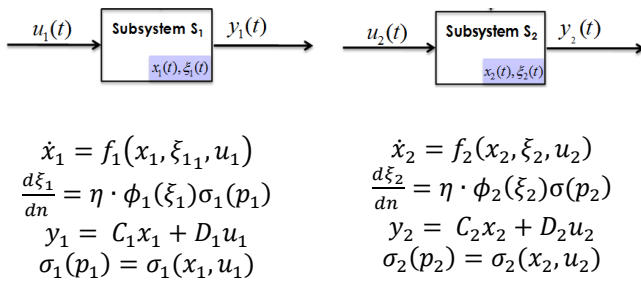 u₁(t)
Subsystem S₁
x₁(t), ξ₁(t)
y₁(t)
ẋ₁ = f₁(x₁, ξ₁₁, u₁)
dξ₁/dn = η · ϕ₁(ξ₁)σ₁(p₁)
y₁ = C₁x₁ + D₁u₁
σ₁(p₁) = σ₁(x₁, u₁)
u₂(t)
Subsystem S₂
x₂(t), ξ₂(t)
y₂(t)
ẋ₂ = f₂(x₂, ξ₂, u₂)
dξ₂/dn = η · ϕ₂(ξ₂)σ(p₂)
y₂ = C₂x₂ + D₂u₂
σ₂(p₂) = σ₂(x₂, u₂)